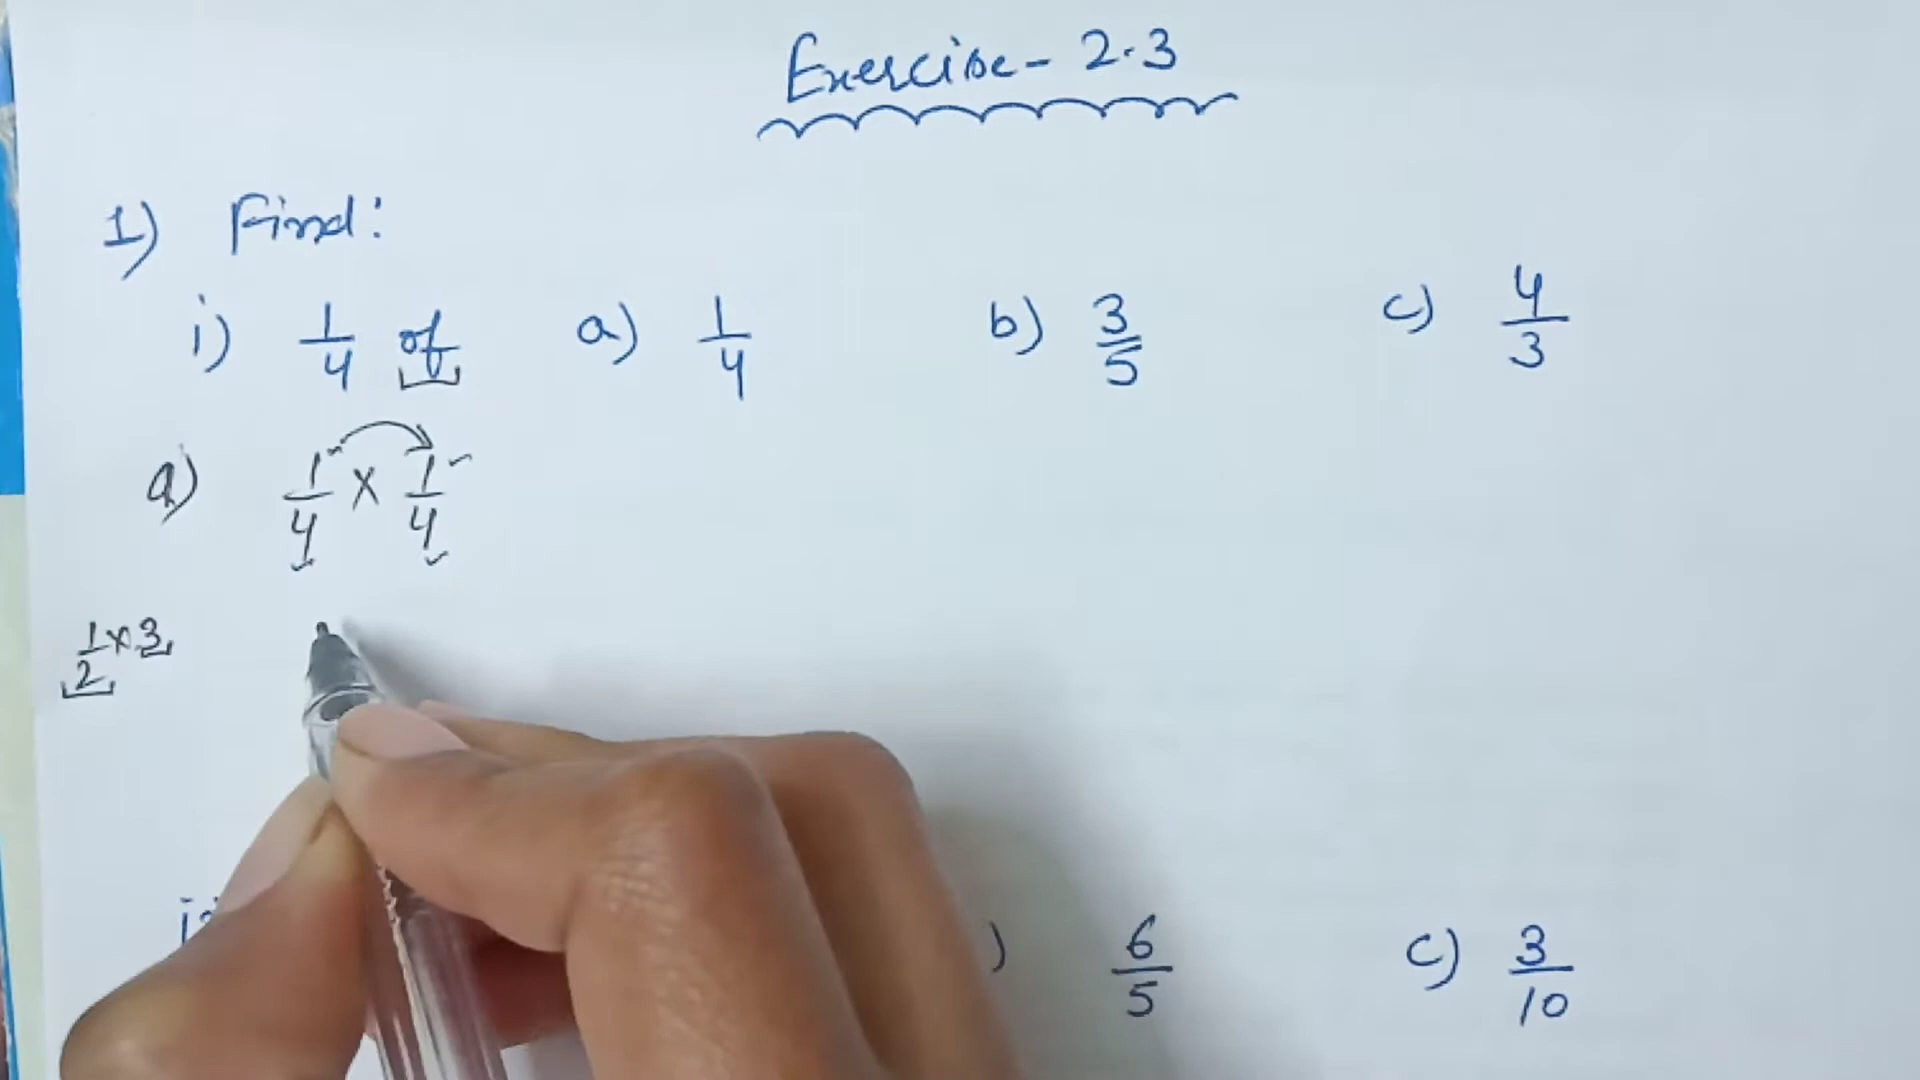 Exercise - 2.3
1) Find:
i) 1/4 of a) 1/4 b) 3/5 c) 4/3
a) 1/4 × 1/4
1/2 × 3
) 6/5 c) 3/10